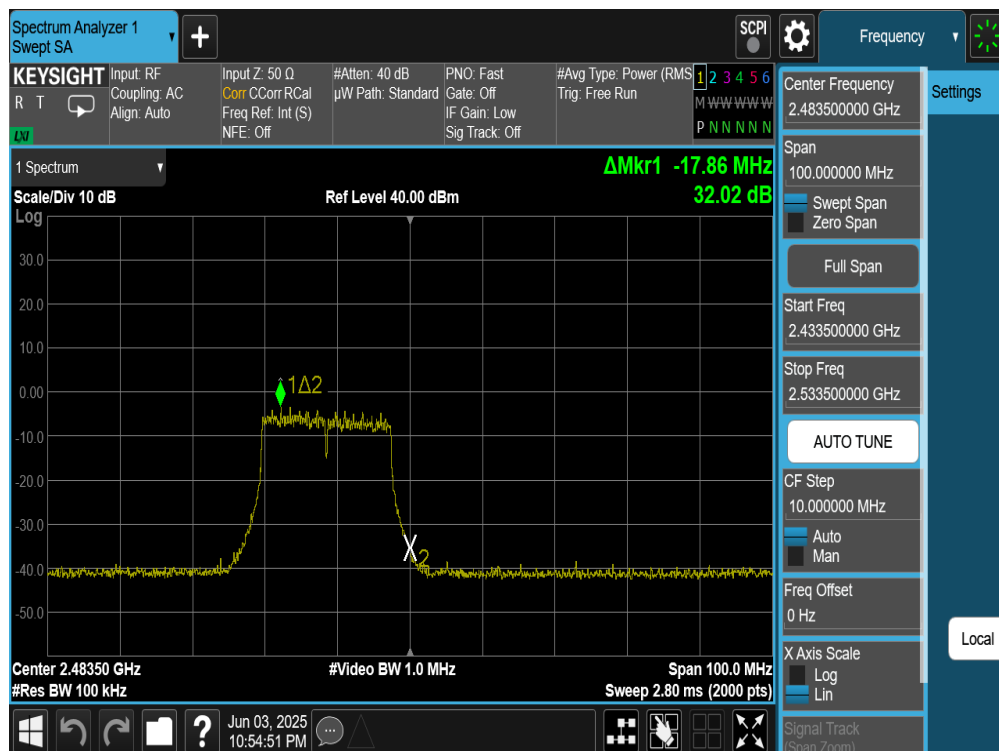 Spectrum Analyzer 1
Swept SA
+
SCPI
Frequency
KEYSIGHT
R T
LXI
Input: RF
Coupling: AC
Align: Auto
Input Z: 50 Ω
Corr CCorr RCal
Freq Ref: Int (S)
NFE: Off
#Atten: 40 dB
µW Path: Standard
PNO: Fast
Gate: Off
IF Gain: Low
Sig Track: Off
#Avg Type: Power (RMS
Trig: Free Run
1 2 3 4 5 6
M W W W W W
P N N N N N
1 Spectrum
Scale/Div 10 dB
Ref Level 40.00 dBm
ΔMkr1 -17.86 MHz
32.02 dB
Log
30.0
20.0
10.0
0.00
-10.0
-20.0
-30.0
-40.0
-50.0
1Δ2
2
Center 2.48350 GHz
#Video BW 1.0 MHz
Span 100.0 MHz
#Res BW 100 kHz
Sweep 2.80 ms (2000 pts)
Jun 03, 2025
10:54:51 PM
?
Center Frequency
2.483500000 GHz
Span
100.000000 MHz
Swept Span
Zero Span
Full Span
Start Freq
2.433500000 GHz
Stop Freq
2.533500000 GHz
AUTO TUNE
CF Step
10.000000 MHz
Auto
Man
Freq Offset
0 Hz
X Axis Scale
Log
Lin
Signal Track
(Span Zoom)
Settings
Local